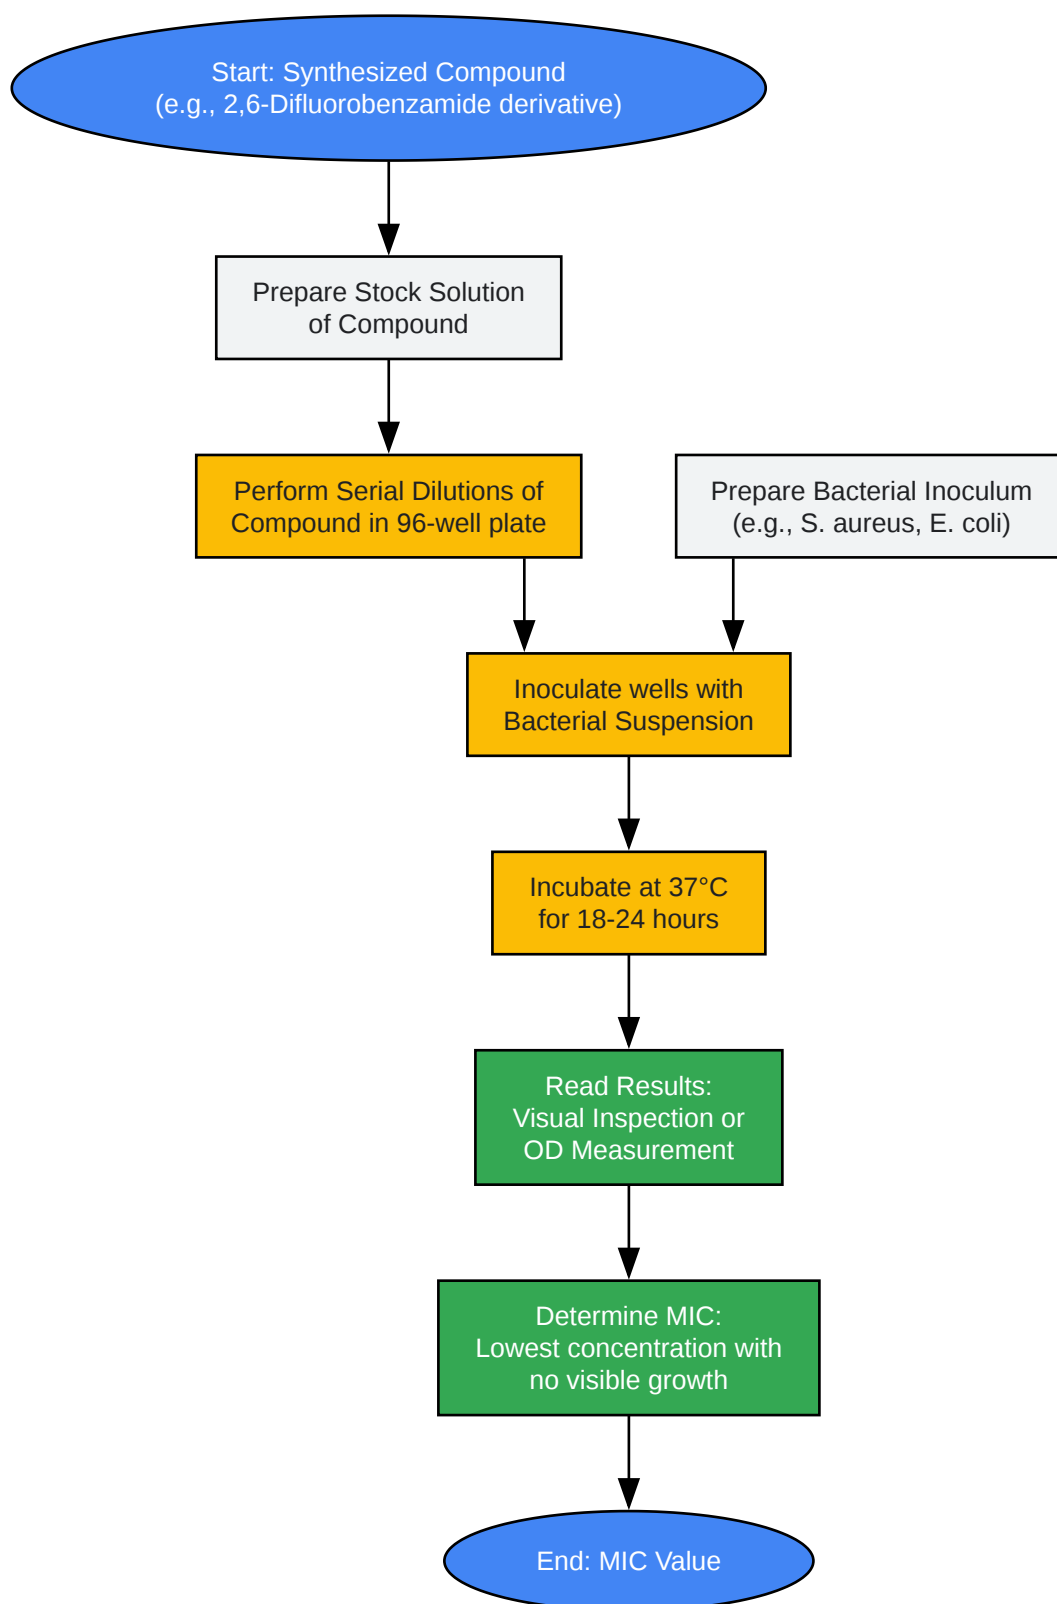 Start: Synthesized Compound
(e.g., 2,6-Difluorobenzamide derivative)
Prepare Stock Solution
of Compound
Perform Serial Dilutions of
Compound in 96-well plate
Prepare Bacterial Inoculum
(e.g., S. aureus, E. coli)
Inoculate wells with
Bacterial Suspension
Incubate at 37°C
for 18-24 hours
Read Results:
Visual Inspection or
OD Measurement
Determine MIC:
Lowest concentration with
no visible growth
End: MIC Value